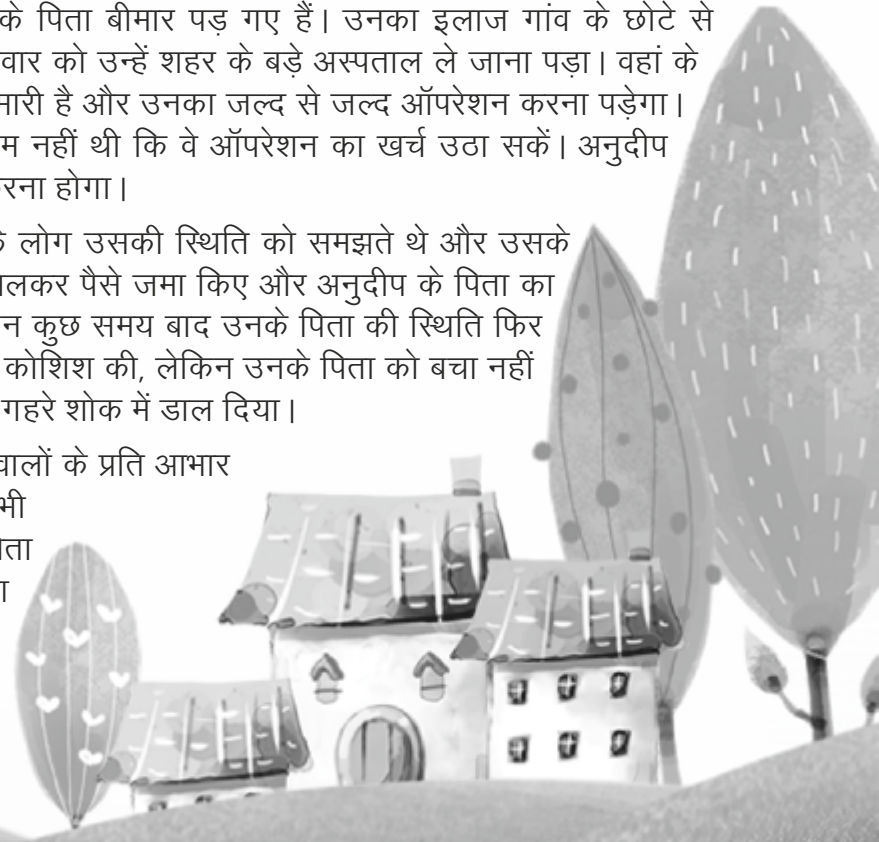 के पिता बीमार पड़ गए हैं। उनका इलाज गांव के छोटे से
वार को उन्हें शहर के बड़े अस्पताल ले जाना पड़ा। वहां के
मारी है और उनका जल्द से जल्द ऑपरेशन करना पड़ेगा।
म नहीं थी कि वे ऑपरेशन का खर्च उठा सकें। अनुदीप
रना होगा।
के लोग उसकी स्थिति को समझते थे और उसके
लकर पैसे जमा किए और अनुदीप के पिता का
न कुछ समय बाद उनके पिता की स्थिति फिर
कोशिश की, लेकिन उनके पिता को बचा नहीं
गहरे शोक में डाल दिया।
वालों के प्रति आभार
भी
ता
ा